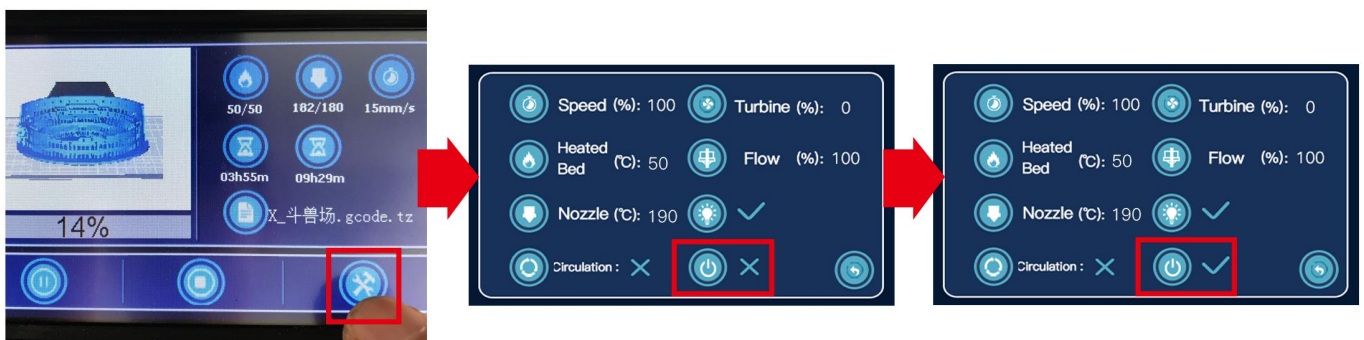 50/50
182/180
15mm/s
03h55m
09h29m
X_斗兽场.gcode.tz
14%
Speed (%): 100
Turbine (%): 0
Heated
Bed (℃): 50
Flow (%): 100
Nozzle (℃): 190
Circulation :
Speed (%): 100
Turbine (%): 0
Heated
Bed (℃): 50
Flow (%): 100
Nozzle (℃): 190
Circulation :